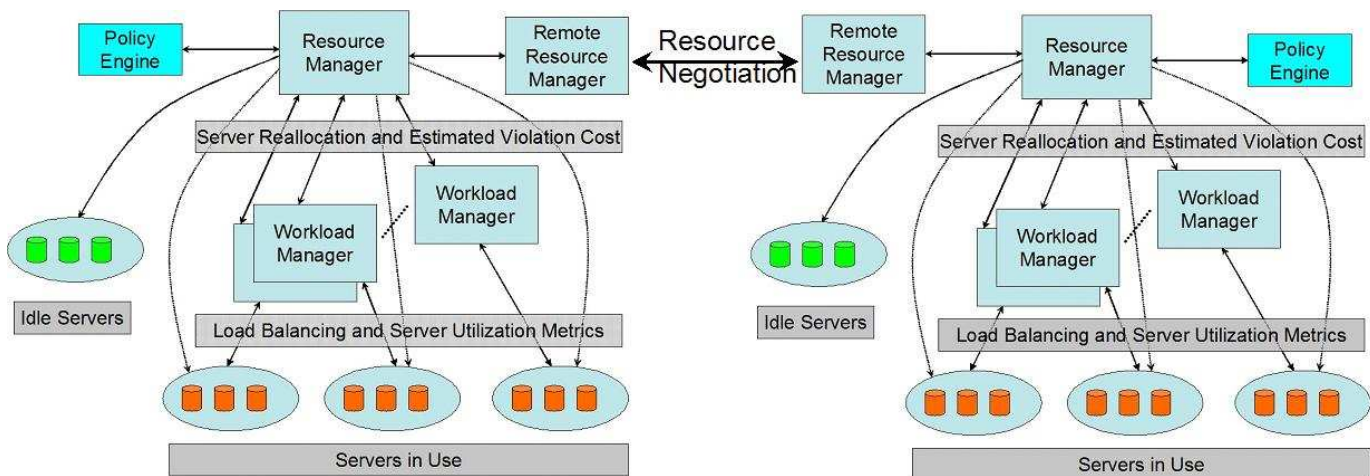 Policy
Engine
Resource
Manager
Remote
Resource
Manager
Resource
Negotiation
Remote
Resource
Manager
Resource
Manager
Policy
Engine
Server Reallocation and Estimated Violation Cost
Workload
Manager
Workload
Manager
Idle Servers
Load Balancing and Server Utilization Metrics
Servers in Use
Server Reallocation and Estimated Violation Cost
Workload
Manager
Workload
Manager
Idle Servers
Load Balancing and Server Utilization Metrics
Servers in Use